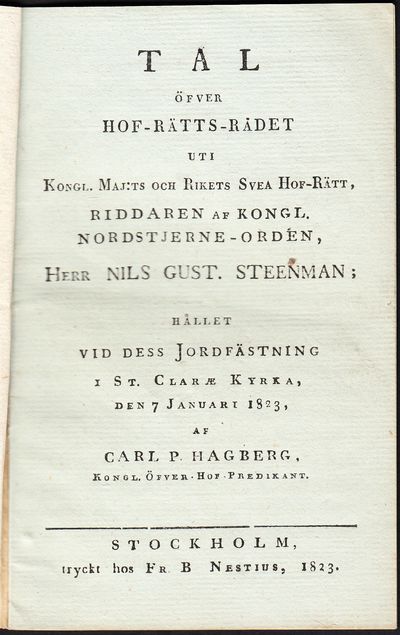 TAL
ÖFVER
HOF-RÄTTS-RÅDET
UTI
KONGL. MAJ:TS OCH RIKETS SVEA HOF-RÄTT,
RIDDAREN AF KONGL.
NORDSTJERNE-ORDEN,
HERR NILS GUST. STEENMAN;
HÅLLET
VID DESS JORDFÄSTNING
I ST. CLARÆ KYRKA,
DEN 7 JANUARI 1823,
AF
CARL P. HAGBERG,
KONGL. ÖFVER-HOF-PREDIKANT.
STOCKHOLM,
tryckt hos FR. B NESTIUS, 1823.